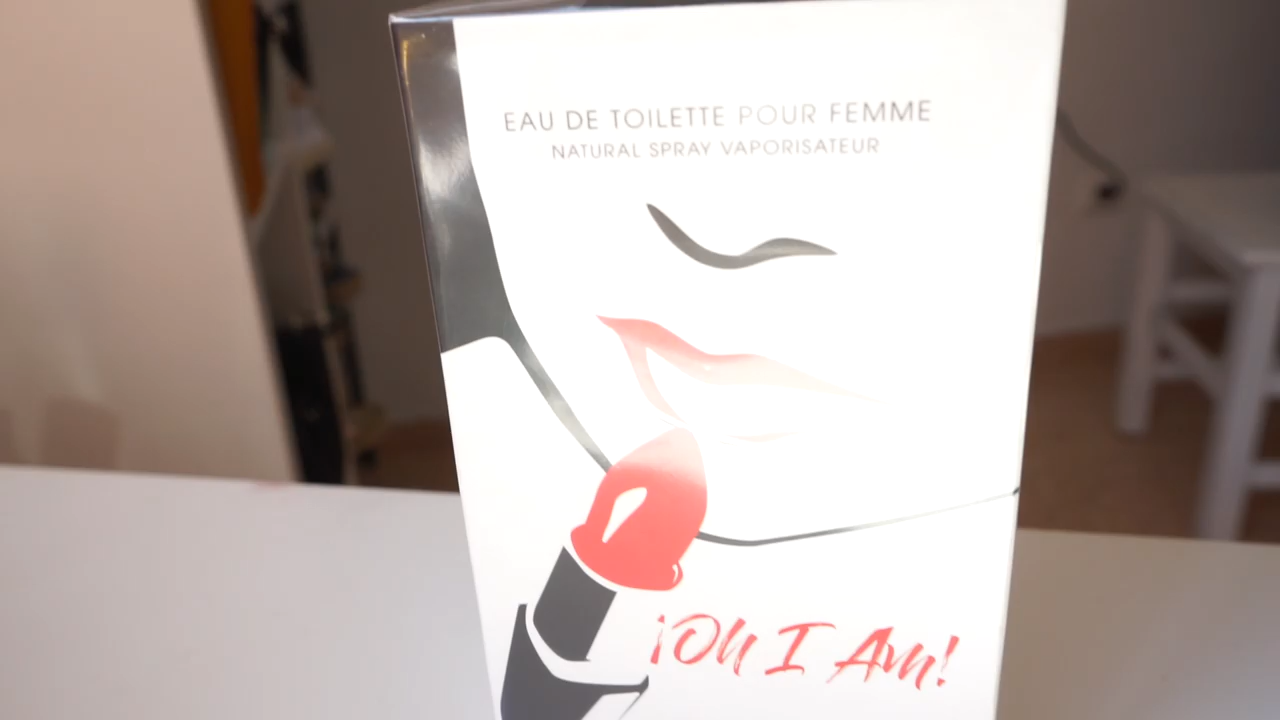 EAU DE TOILETTE POUR FEMME
NATURAL SPRAY VAPORISATEUR
¡Oh I Am!